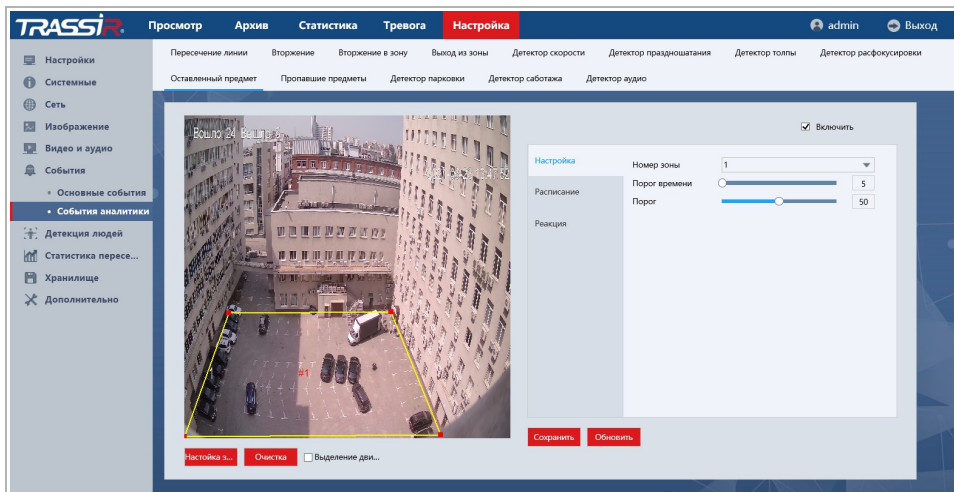 TRASSIR
Просмотр Архив Статистика Тревога Настройка admin Выход
Настройки
Системные
Сеть
Изображение
Видео и аудио
События
Основные события
События аналитики
Детекция людей
Статистика пересе...
Хранилище
Дополнительно
Пересечение линии Вторжение Вторжение в зону Выход из зоны Детектор скорости Детектор праздношатания Детектор толпы Детектор расфокусировки
Оставленный предмет Пропавшие предметы Детектор парковки Детектор саботажа Детектор аудио
Вошло 24 Вышло
#1
Включить
Настройка
Расписание
Реакция
Номер зоны 1
Порог времени 5
Порог 50
Сохранить Обновить
Настойка з... Очистка Выделение дви...